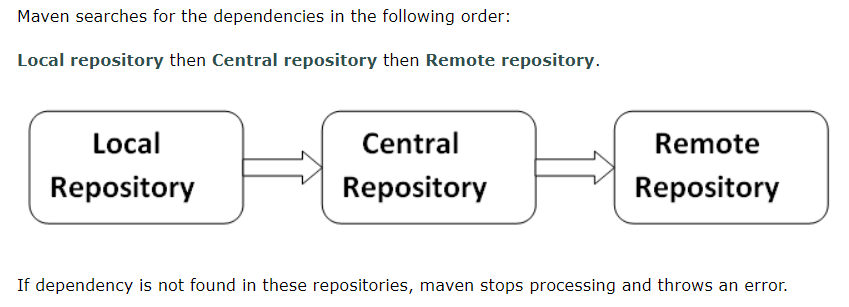 Maven searches for the dependencies in the following order:
Local repository then Central repository then Remote repository.
Local
Repository
Central
Repository
Remote
Repository
If dependency is not found in these repositories, maven stops processing and throws an error.